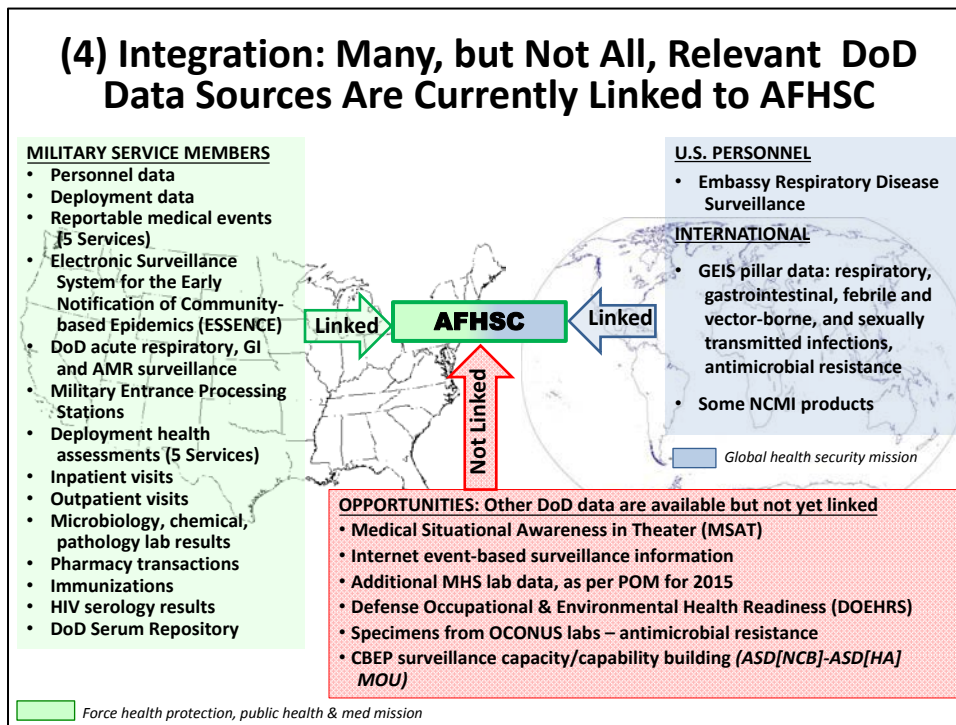 (4) Integration: Many, but Not All, Relevant DoD
Data Sources Are Currently Linked to AFHSC
MILITARY SERVICE MEMBERS
• Personnel data
• Deployment data
• Reportable medical events
(5 Services)
• Electronic Surveillance
System for the Early
Notification of Community-
based Epidemics (ESSENCE)
• DoD acute respiratory, GI
and AMR surveillance
• Military Entrance Processing
Stations
• Deployment health
assessments (5 Services)
• Inpatient visits
• Outpatient visits
• Microbiology, chemical,
pathology lab results
• Pharmacy transactions
• Immunizations
• HIV serology results
• DoD Serum Repository
Linked
AFHSC
Linked
Not Linked
U.S. PERSONNEL
• Embassy Respiratory Disease
Surveillance
INTERNATIONAL
• GEIS pillar data: respiratory,
gastrointestinal, febrile and
vector-borne, and sexually
transmitted infections,
antimicrobial resistance
• Some NCMI products
Global health security mission
OPPORTUNITIES: Other DoD data are available but not yet linked
• Medical Situational Awareness in Theater (MSAT)
• Internet event-based surveillance information
• Additional MHS lab data, as per POM for 2015
• Defense Occupational & Environmental Health Readiness (DOEHRS)
• Specimens from OCONUS labs – antimicrobial resistance
• CBEP surveillance capacity/capability building (ASD[NCB]-ASD[HA]
MOU)
Force health protection, public health & med mission